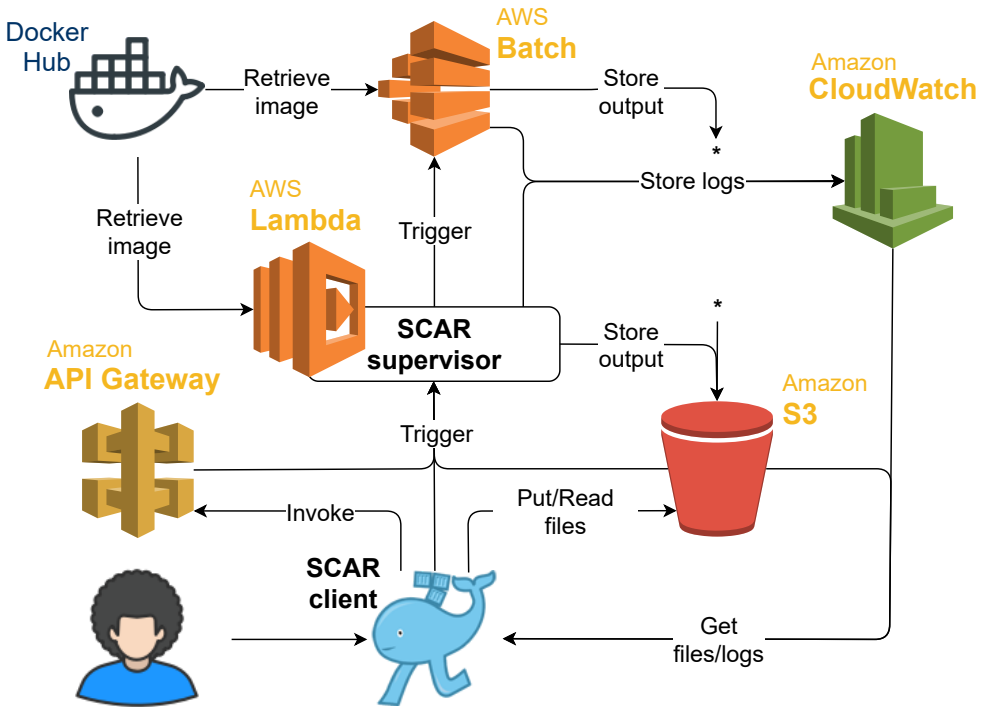 Docker
Hub
AWS
Batch
Amazon
CloudWatch
Retrieve
image
Store
output
*
Store logs
Retrieve
image
AWS
Lambda
Trigger
SCAR
supervisor
Store
output
*
Amazon
API Gateway
Amazon
S3
Trigger
Invoke
Put/Read
files
SCAR
client
Get
files/logs